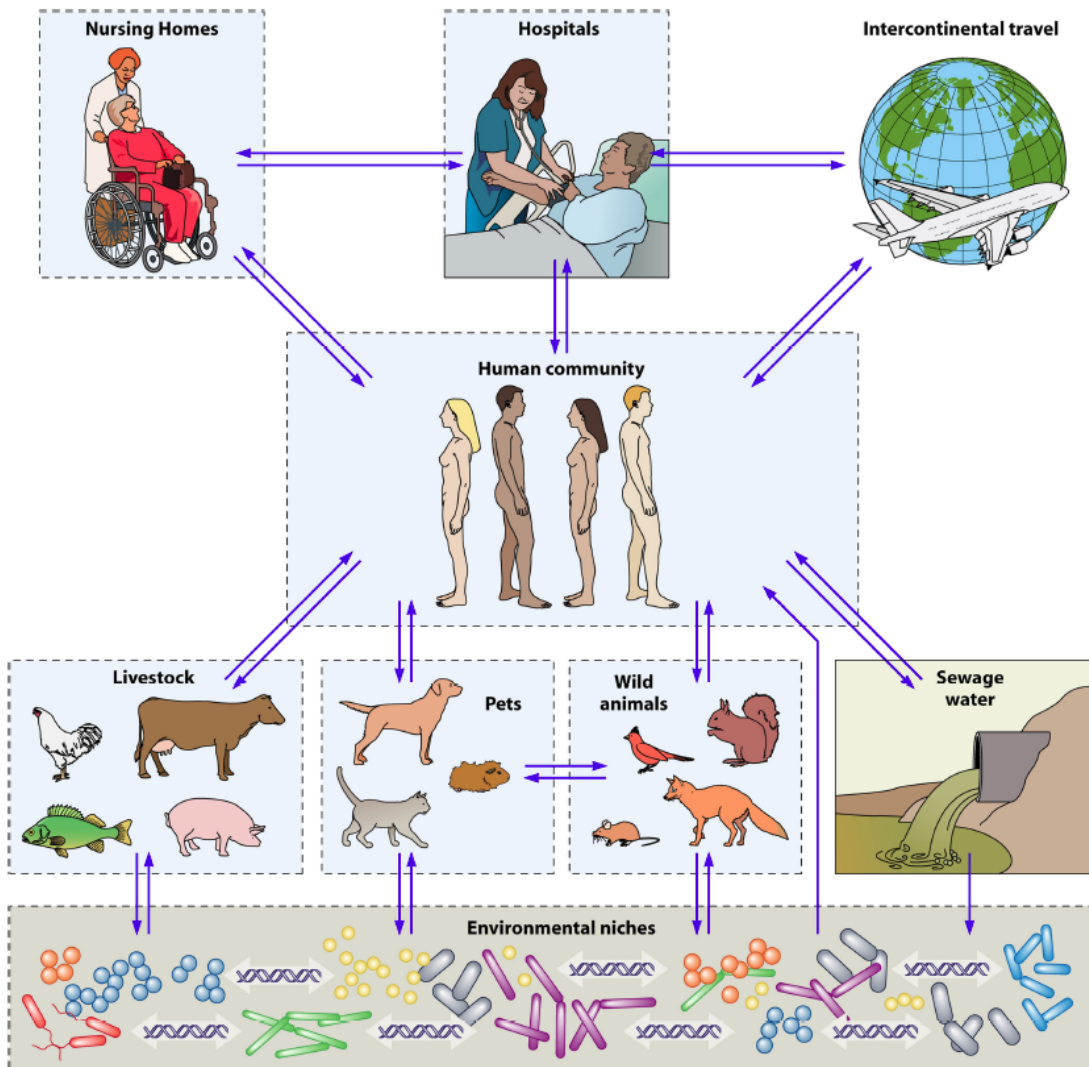 Nursing Homes
Hospitals
Intercontinental travel
Human community
Livestock
Pets
Wild
animals
Sewage
water
Environmental niches